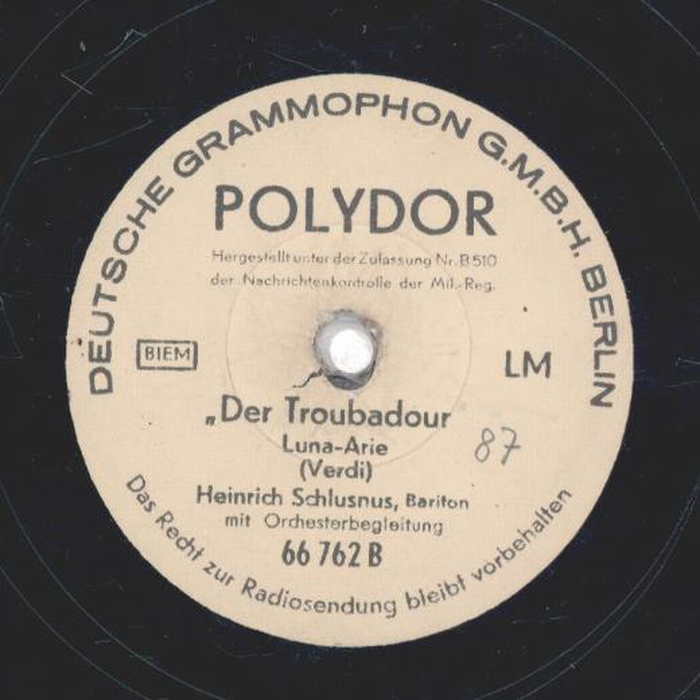 DEUTSCHE GRAMMOPHON G.M.B.H. BERLIN
POLYDOR
Hergestellt unter der Zulassung Nr. B 510
der Nachrichtenkontrolle der Mil.-Reg.
BIEM
LM
„Der Troubadour
Luna-Arie
87
(Verdi)
Heinrich Schlusnus, Bariton
mit Orchesterbegleitung
66 762 B
Das Recht zur Radiosendung bleibt vorbehalten